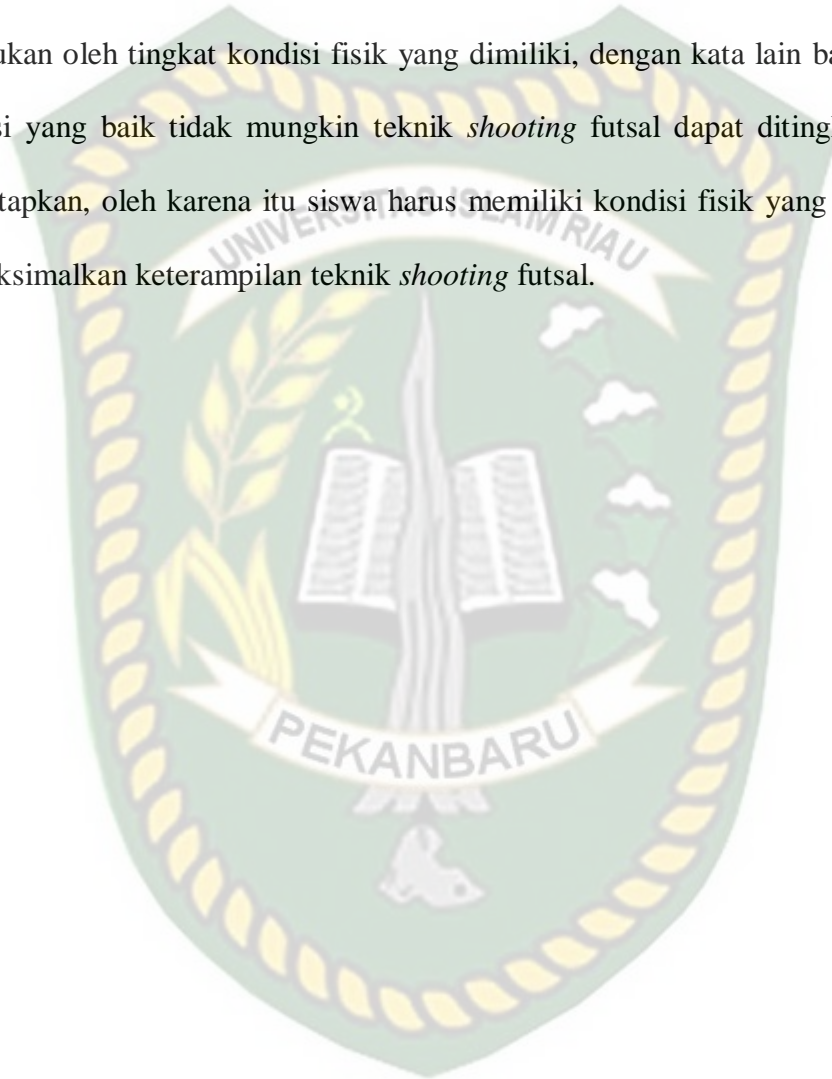 ukan oleh tingkat kondisi fisik yang dimiliki, dengan kata lain ba
si yang baik tidak mungkin teknik shooting futsal dapat diting
tapkan, oleh karena itu siswa harus memiliki kondisi fisik yang
ksimalkan keterampilan teknik shooting futsal.
UNIVERSITAS ISLAM RIAU
PEKANBARU